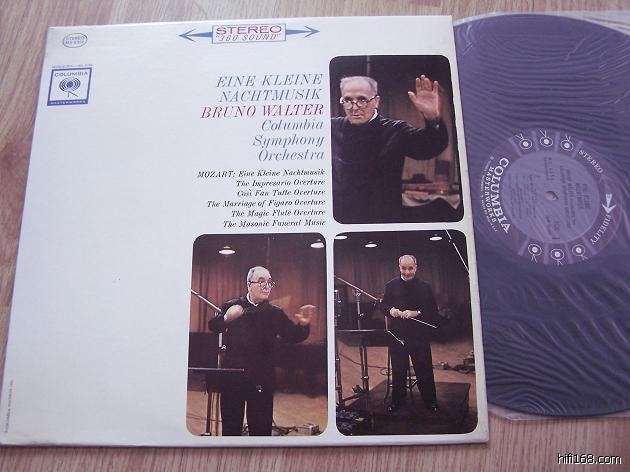 STEREO
"360 SOUND"
STEREO
COLUMBIA
MASTERWORKS
EINE KLEINE
NACHTMUSIK
BRUNO WALTER
Columbia
Symphony
Orchestra
MOZART: Eine Kleine Nachtmusik
The Impresario Overture
Così Fan Tutte Overture
The Marriage of Figaro Overture
The Magic Flute Overture
The Masonic Funeral Music
COLUMBIA
MASTERWORKS
STEREO
FIDELITY
hifi168.com